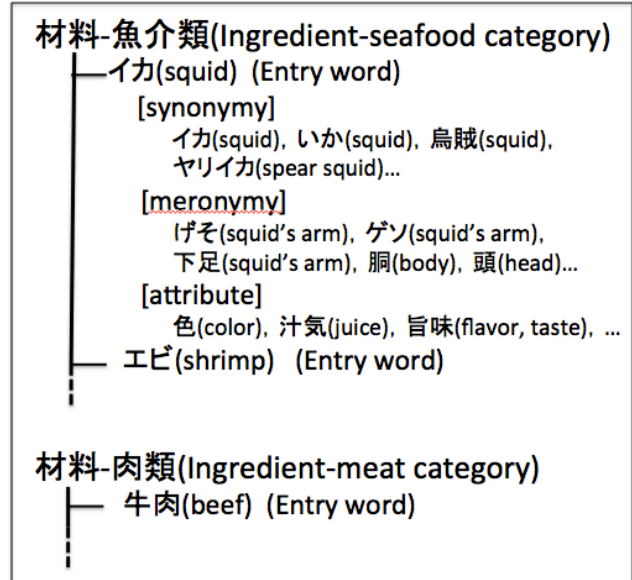 材料-魚介類(Ingredient-seafood category)
イカ(squid) (Entry word)
[synonymy]
イカ(squid), いか(squid), 烏賊(squid),
ヤリイカ(spear squid)...
[meronymy]
げそ(squid's arm), ゲソ(squid's arm),
下足(squid's arm), 胴(body), 頭(head)...
[attribute]
色(color), 汁気(juice), 旨味(flavor, taste), ...
エビ(shrimp) (Entry word)
材料-肉類(Ingredient-meat category)
牛肉(beef) (Entry word)